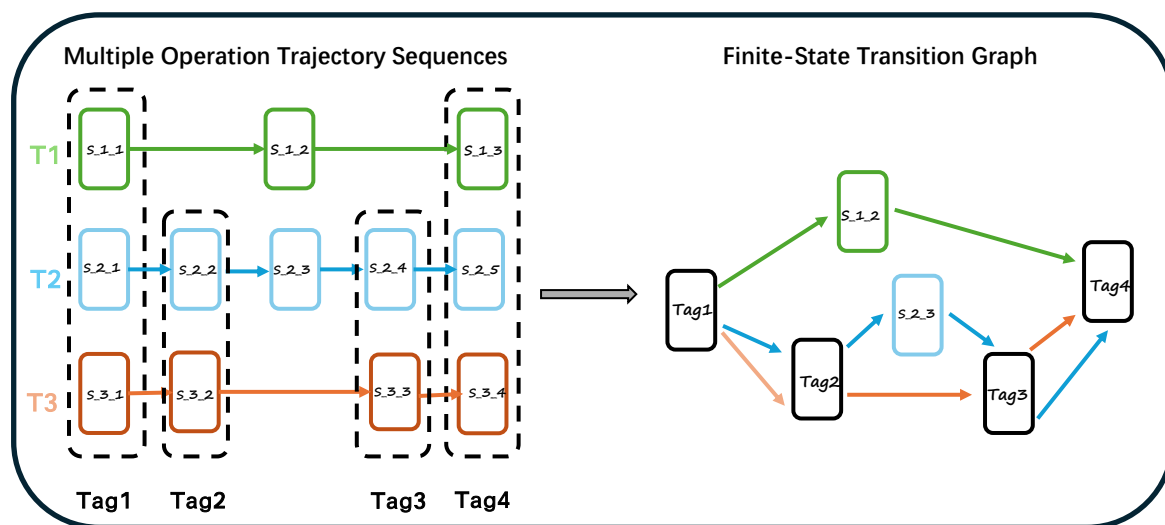 Multiple Operation Trajectory Sequences
Finite-State Transition Graph
T1
S_1_1
S_1_2
S_1_3
T2
S_2_1
S_2_2
S_2_3
S_2_4
S_2_5
T3
S_3_1
S_3_2
S_3_3
S_3_4
Tag1
Tag2
Tag3
Tag4
S_1_2
Tag1
Tag4
S_2_3
Tag2
Tag3